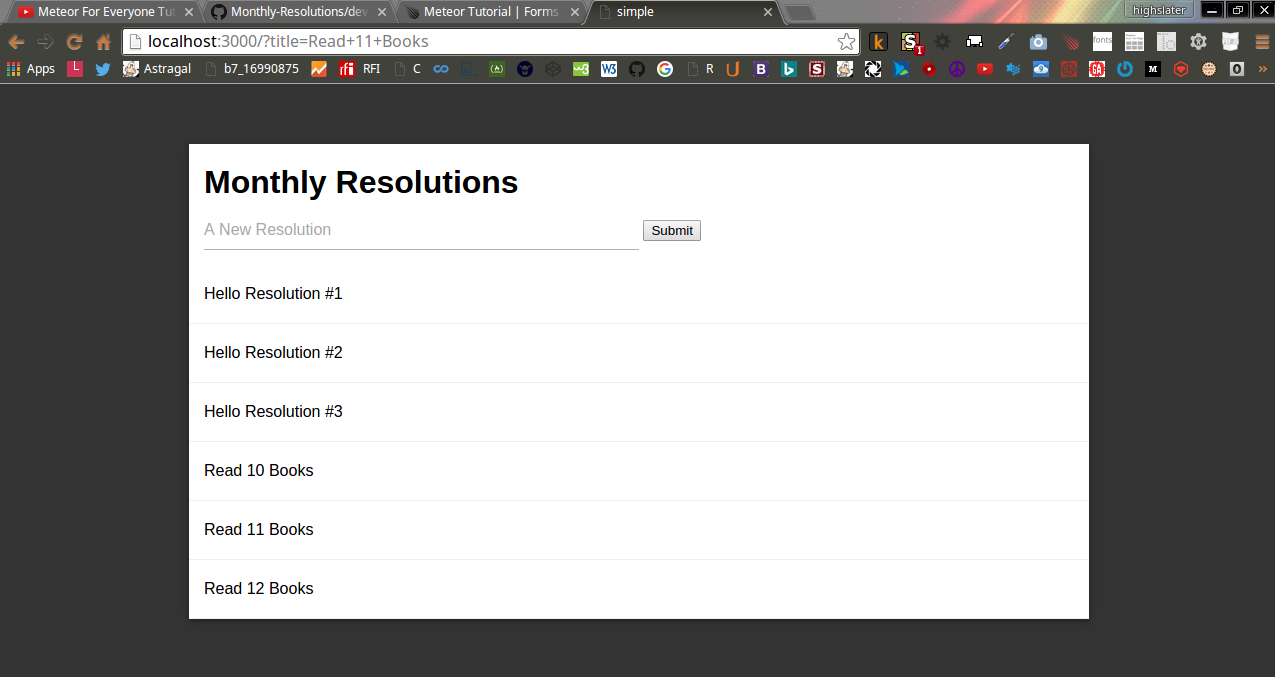 Meteor For Everyone Tut
Monthly-Resolutions/dev
Meteor Tutorial | Forms
simple
highslater
localhost:3000/?title=Read+11+Books
Apps
Astragal
b7_16990875
RFI
C
R
Monthly Resolutions
A New Resolution
Submit
Hello Resolution #1
Hello Resolution #2
Hello Resolution #3
Read 10 Books
Read 11 Books
Read 12 Books